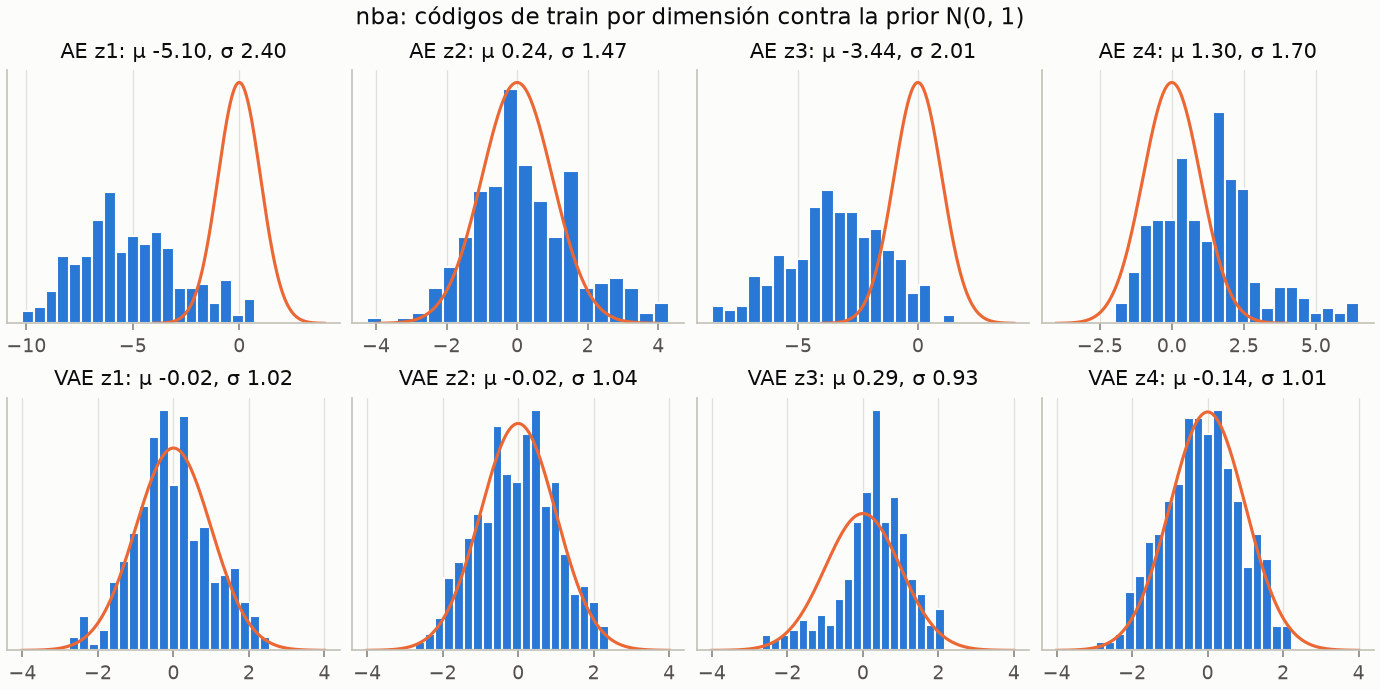 nba: códigos de train por dimensión contra la prior N(0, 1)
AE z1: μ -5.10, σ 2.40
AE z2: μ 0.24, σ 1.47
AE z3: μ -3.44, σ 2.01
AE z4: μ 1.30, σ 1.70
−10 −5 0
−4 −2 0 2 4
−5 0
−2.5 0.0 2.5 5.0
VAE z1: μ -0.02, σ 1.02
VAE z2: μ -0.02, σ 1.04
VAE z3: μ 0.29, σ 0.93
VAE z4: μ -0.14, σ 1.01
−4 −2 0 2 4
−4 −2 0 2 4
−4 −2 0 2 4
−4 −2 0 2 4